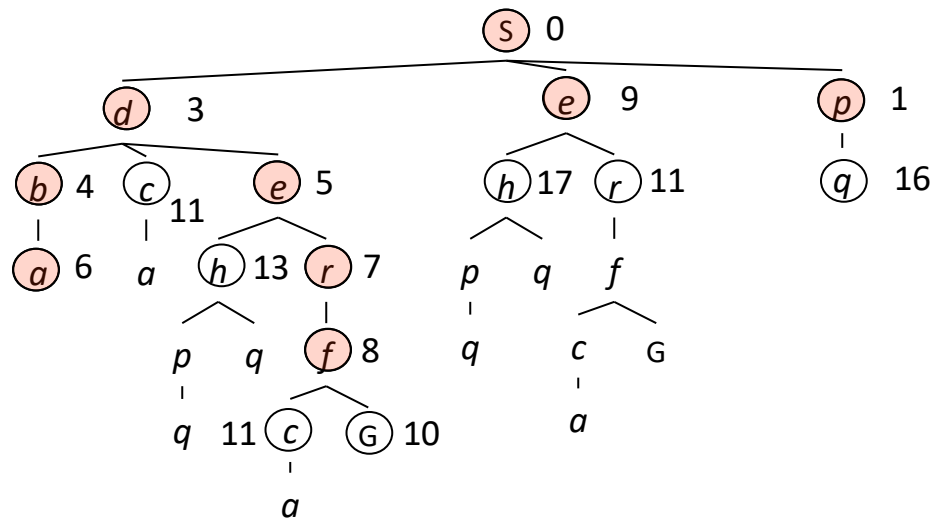 S 0
d 3 e 9 p 1
b 4 c 11 e 5 h 17 r 11 q 16
a 6 a h 13 r 7 p q f
p q f 8 q c G
q 11 c G 10 a
a